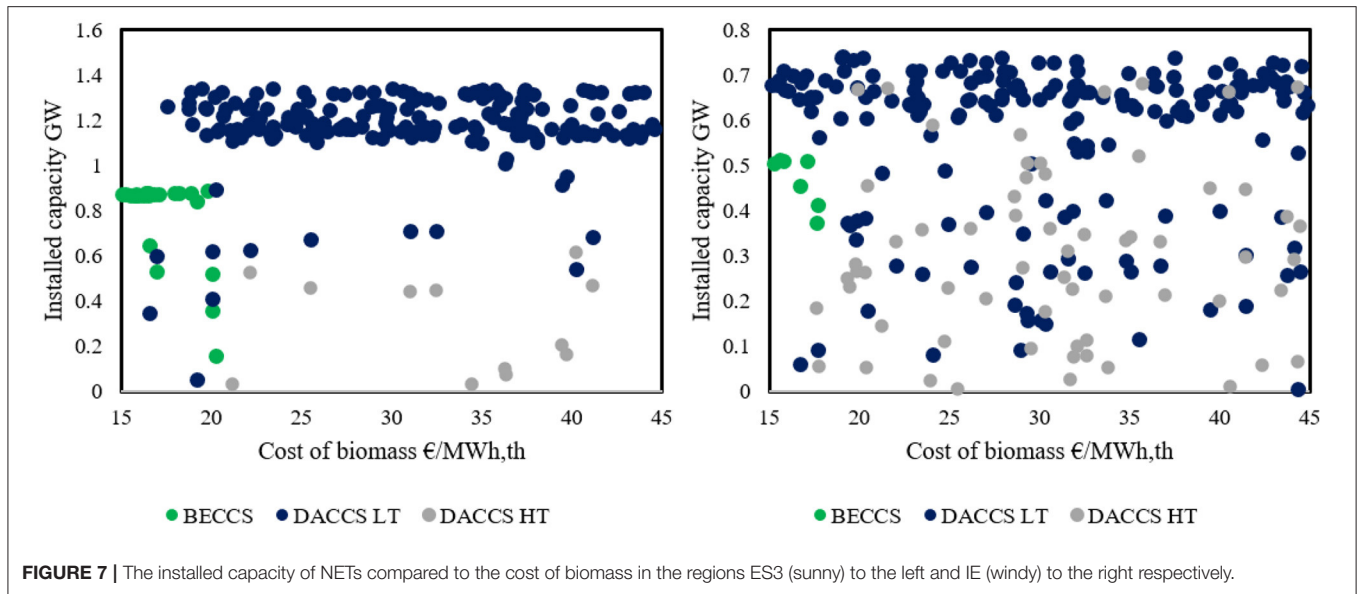 1.6
1.4
1.2
1
0.8
0.6
0.4
0.2
0
Installed capacity GW
15 20 25 30 35 40 45
Cost of biomass €/MWh,th
BECCS DACCS LT DACCS HT
0.8
0.7
0.6
0.5
0.4
0.3
0.2
0.1
0
Installed capacity GW
15 20 25 30 35 40 45
Cost of biomass €/MWh,th
BECCS DACCS LT DACCS HT
FIGURE 7 | The installed capacity of NETs compared to the cost of biomass in the regions ES3 (sunny) to the left and IE (windy) to the right respectively.